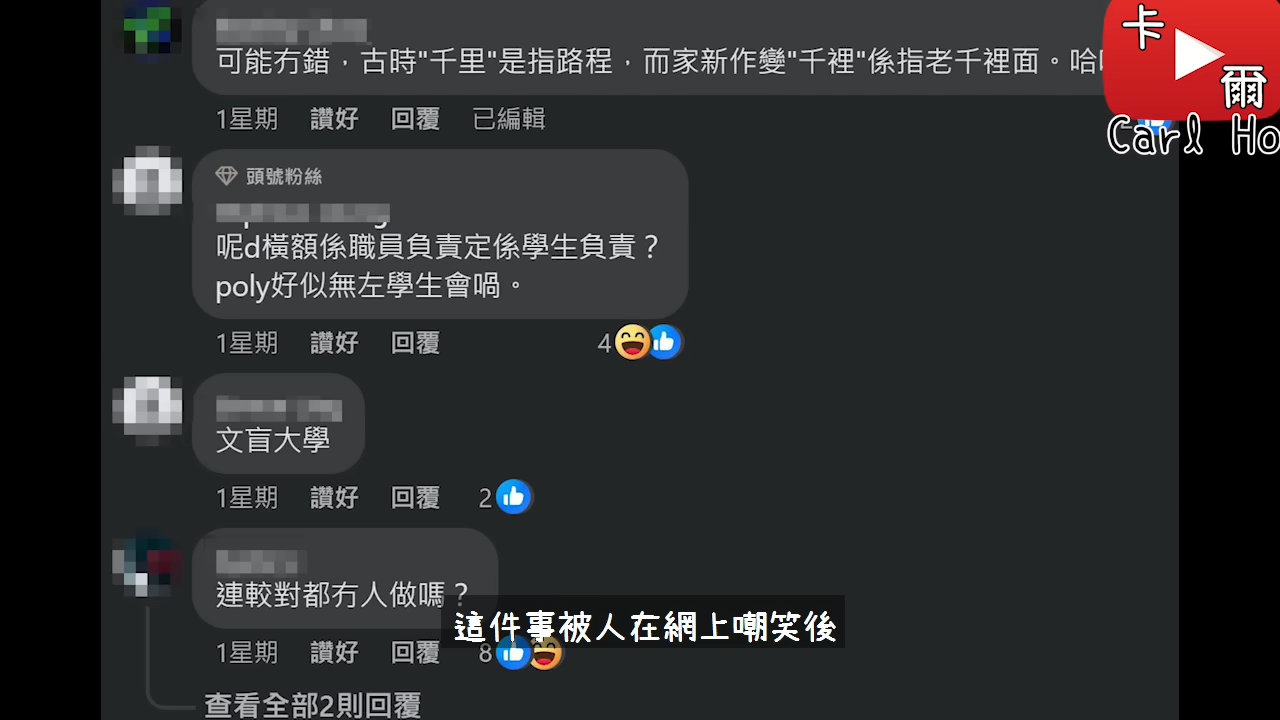 可能冇錯，古時"千里"是指路程，而家新作變"千裡"係指老千裡面。哈
卡
爾
Carl Ho
1星期 讚好 回覆 已編輯
頭號粉絲
呢d橫額係職員負責定係學生負責？
poly好似無左學生會喎。
1星期 讚好 回覆 4
文盲大學
1星期 讚好 回覆 2
連較對都冇人做嗎？
這件事被人在網上嘲笑後
1星期 讚好 回覆 8
查看全部2則回覆